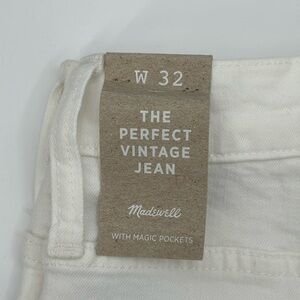 W 32
THE
PERFECT
VINTAGE
JEAN
Madewell
WITH MAGIC POCKETS